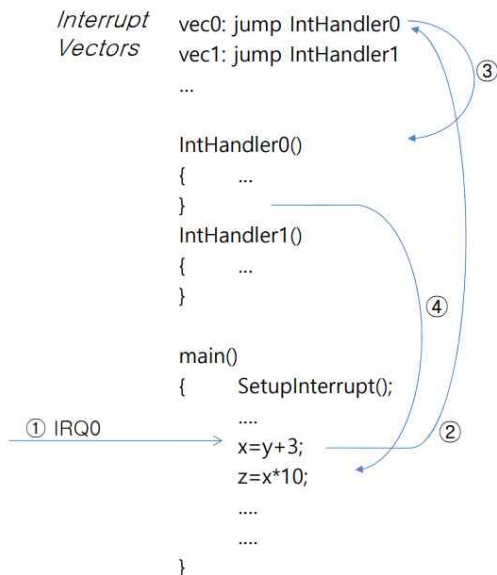 Interrupt
Vectors
vec0: jump IntHandler0
vec1: jump IntHandler1
...
③
IntHandler0()
{ ...
}
IntHandler1()
{ ...
}
④
main()
{ SetupInterrupt();
....
① IRQ0
x=y+3;
②
z=x*10;
....
....
}